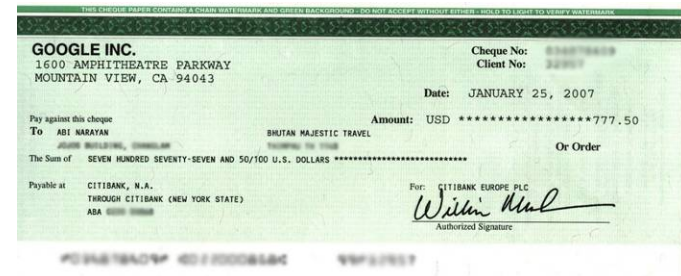 THIS CHEQUE PAPER CONTAINS A CHAIN WATERMARK AND GREEN BACKGROUND - DO NOT ACCEPT WITHOUT EITHER - HOLD TO LIGHT TO VERIFY WATERMARK
GOOGLE INC.
1600 AMPHITHEATRE PARKWAY
MOUNTAIN VIEW, CA 94043
Cheque No:
Client No:
Date: JANUARY 25, 2007
Pay against this cheque
Amount: USD ******************777.50
To ABI NARAYAN BHUTAN MAJESTIC TRAVEL
Or Order
The Sum of SEVEN HUNDRED SEVENTY-SEVEN AND 50/100 U.S. DOLLARS ******************************
Payable at CITIBANK, N.A.
THROUGH CITIBANK (NEW YORK STATE)
ABA
For: CITIBANK EUROPE PLC
Authorized Signature